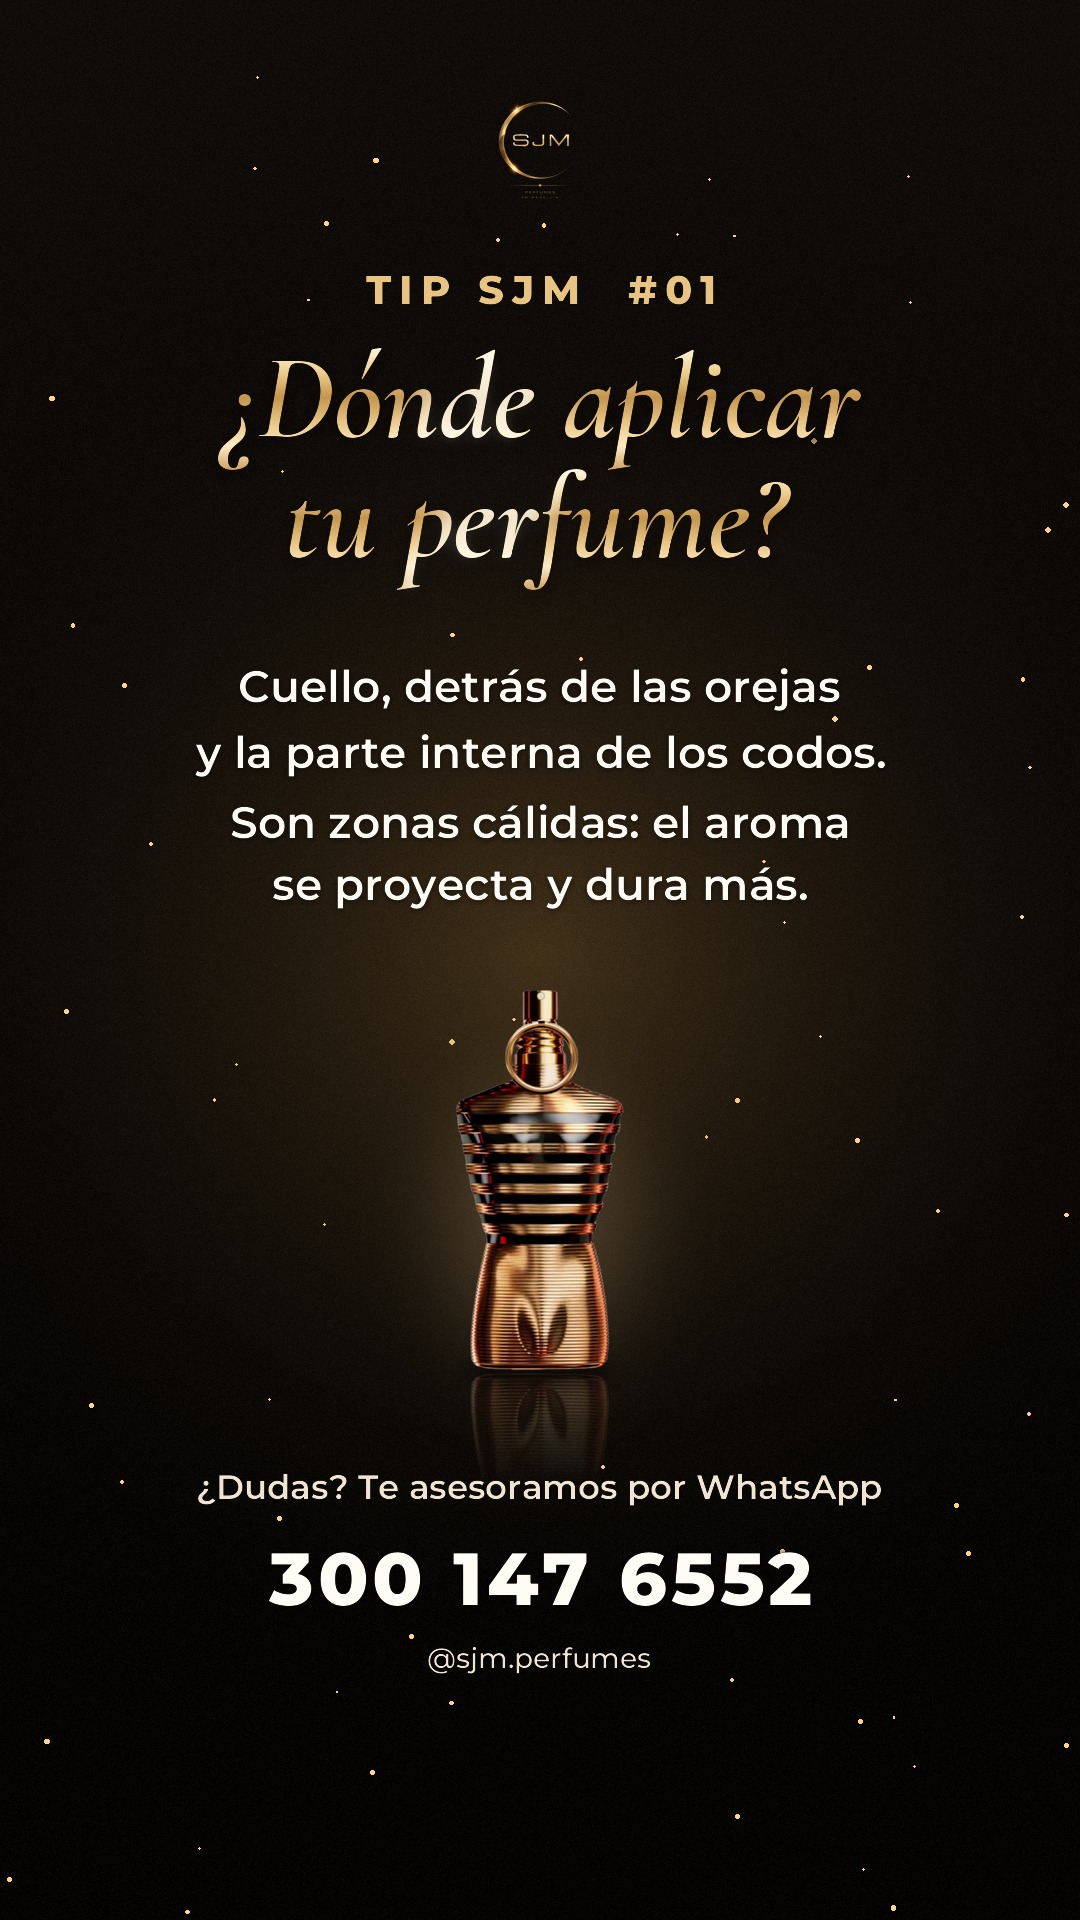 SJM
TIP SJM #01
¿Dónde aplicar
tu perfume?
Cuello, detrás de las orejas
y la parte interna de los codos.
Son zonas cálidas: el aroma
se proyecta y dura más.
¿Dudas? Te asesoramos por WhatsApp
300 147 6552
@sjm.perfumes